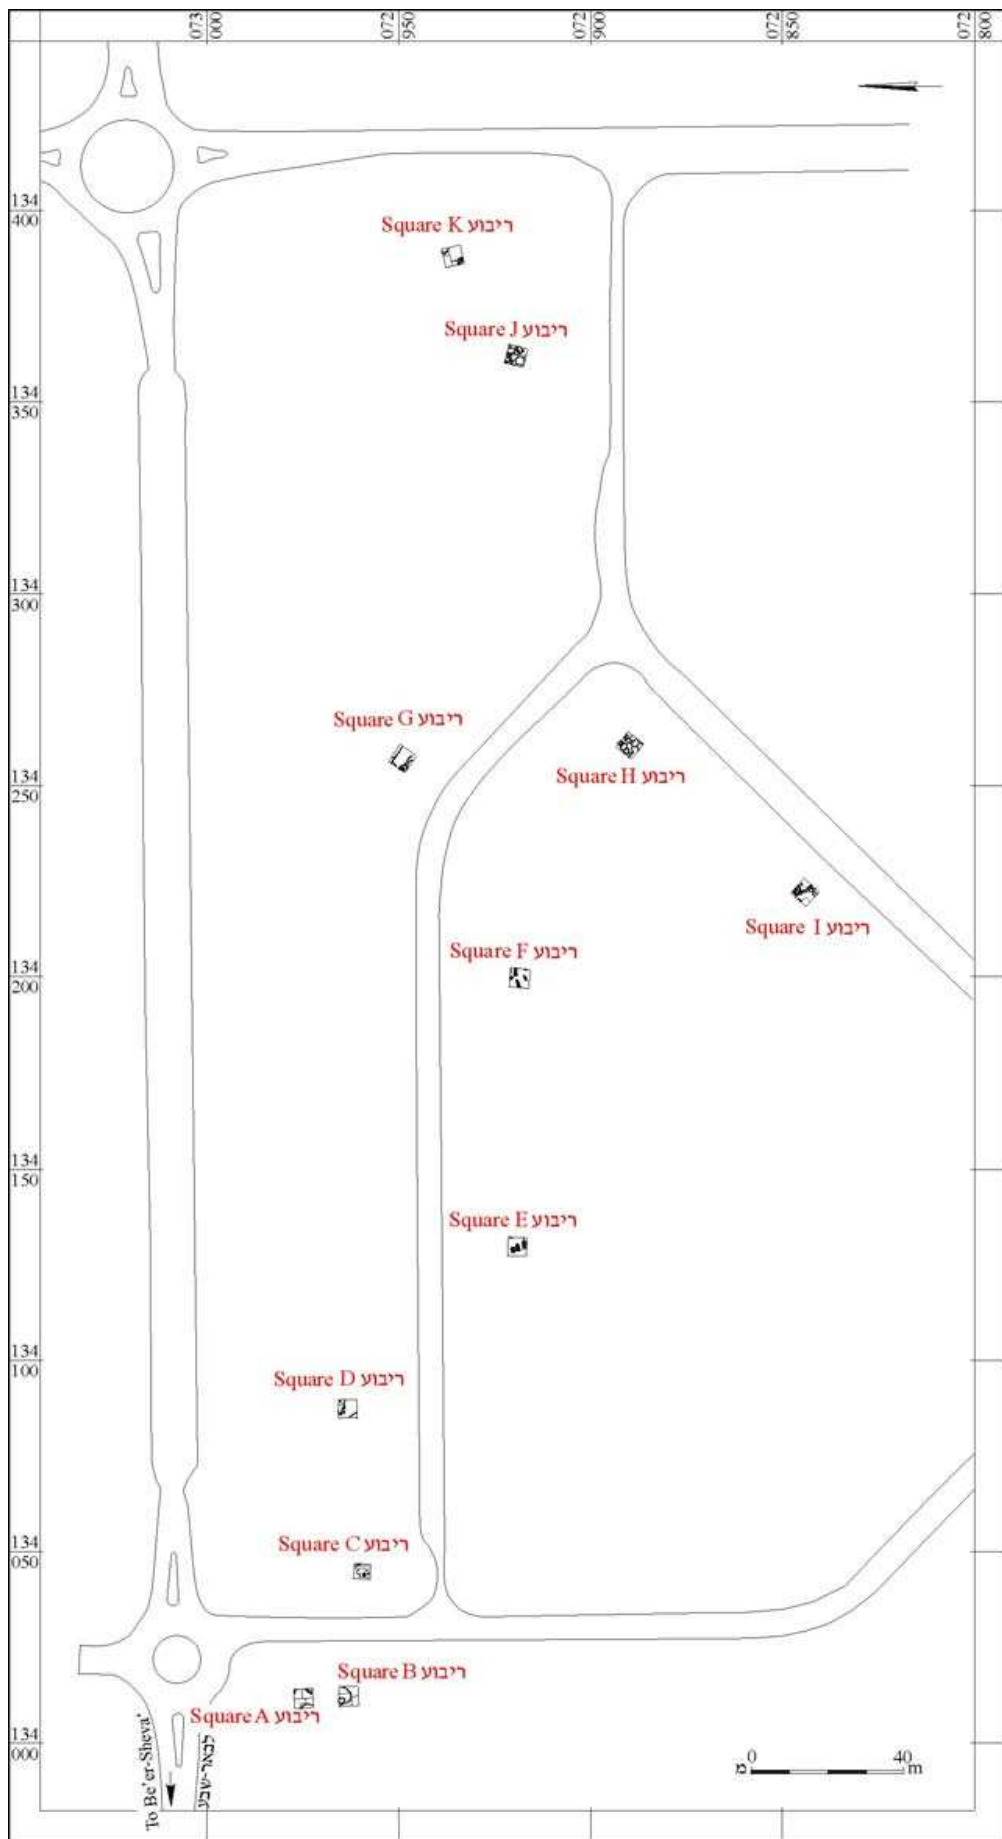 073
000
072
950
072
900
072
850
072
800
134
400
Square K ריבוע
Square J ריבוע
134
350
134
300
Square G ריבוע
Square H ריבוע
134
250
Square I ריבוע
Square F ריבוע
134
200
134
150
Square E ריבוע
134
100
Square D ריבוע
134
050
Square C ריבוע
Square B ריבוע
Square A ריבוע
134
000
To Be'er-Sheva'
לבאר-שבע
0 40
מ m